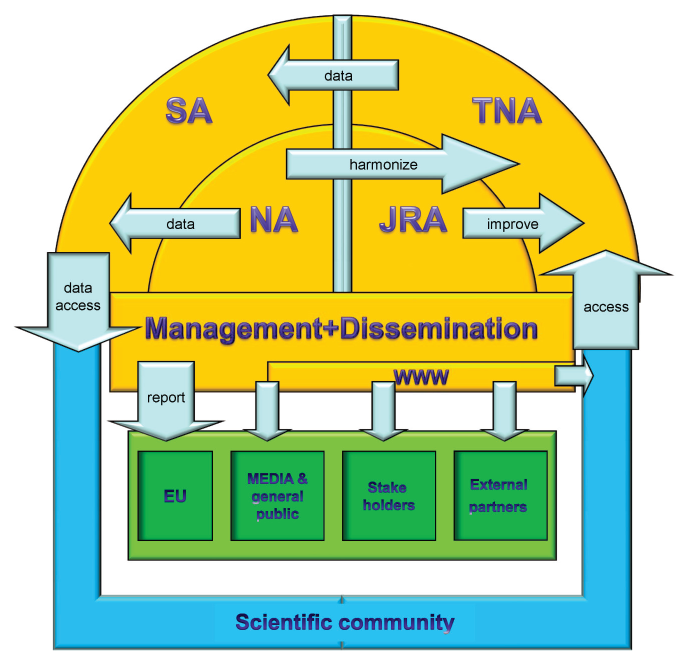 data
SA
TNA
harmonize
data
NA
JRA
improve
data
access
access
Management+Dissemination
WWW
report
EU
MEDIA &
general
public
Stake
holders
External
partners
Scientific community